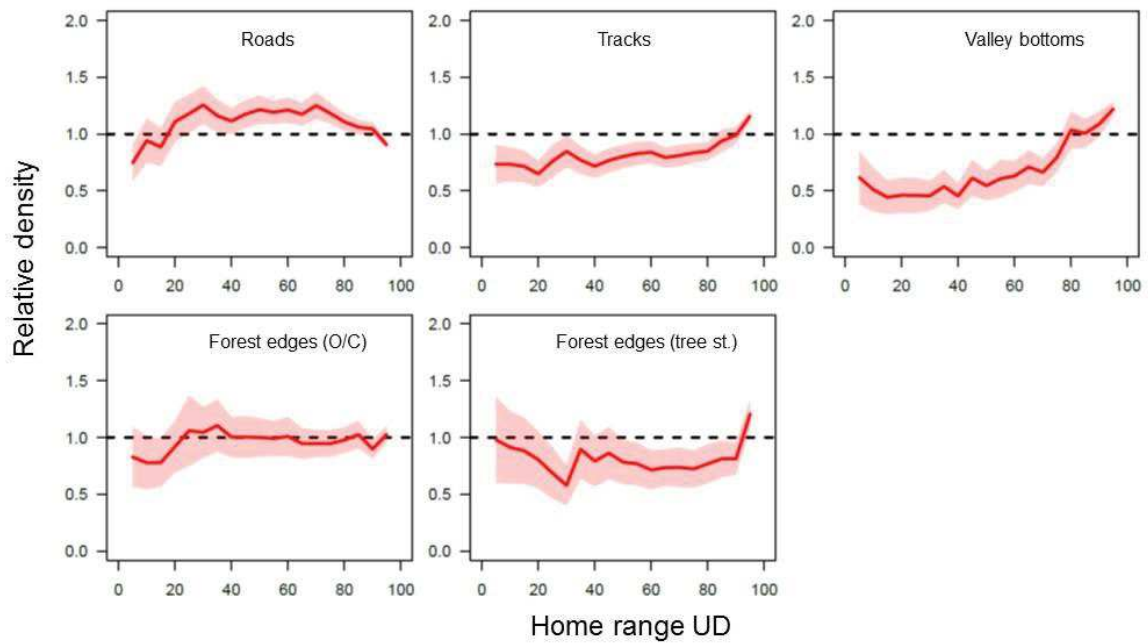 Relative density
Roads
2.0
1.5
1.0
0.5
0.0
0 20 40 60 80 100
Tracks
2.0
1.5
1.0
0.5
0.0
0 20 40 60 80 100
Valley bottoms
2.0
1.5
1.0
0.5
0.0
0 20 40 60 80 100
Forest edges (O/C)
2.0
1.5
1.0
0.5
0.0
0 20 40 60 80 100
Forest edges (tree st.)
2.0
1.5
1.0
0.5
0.0
0 20 40 60 80 100
Home range UD